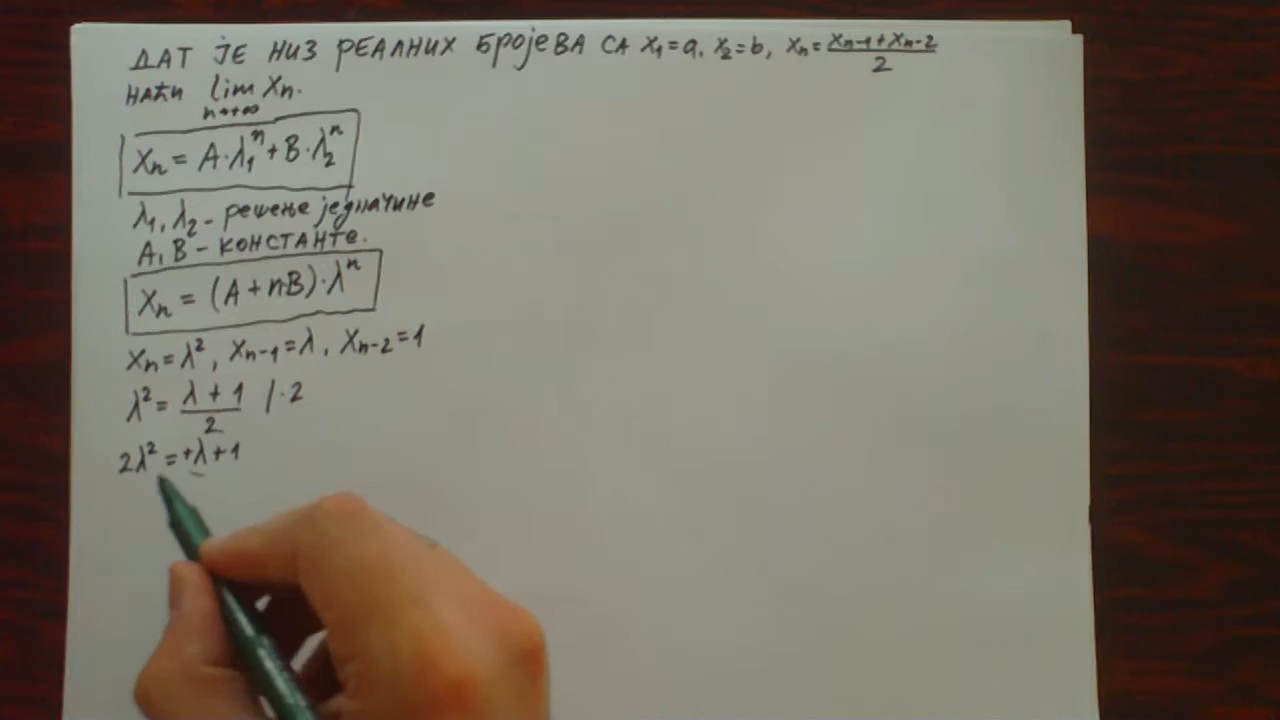 ДАТ ЈЕ НИЗ РЕАЛНИХ БРОЈЕВА СА x₁=a, x₂=b, xₙ=(xₙ₋₁+xₙ₋₂)/2
НАЋИ lim xₙ.
n→+∞
xₙ = A·λ₁ⁿ+B·λ₂ⁿ
λ₁, λ₂ - решење једначине
A, B - КОНСТАНТЕ.
xₙ = (A+nB)·λⁿ
xₙ=λ², xₙ₋₁=λ, xₙ₋₂=1
λ²=(λ+1)/2 /·2
2λ²=+λ+1